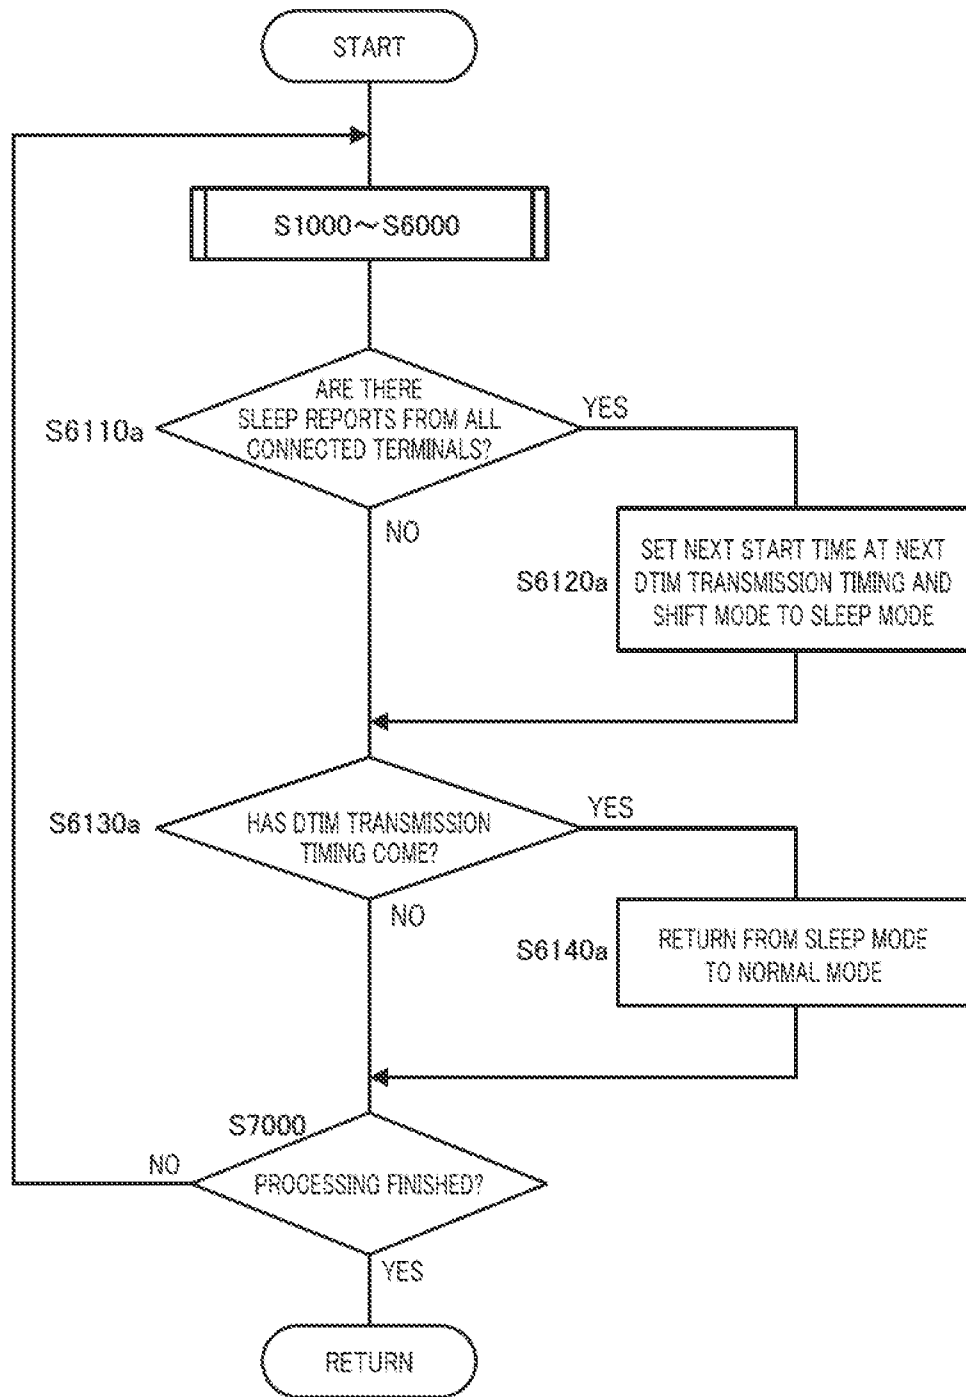 START
S1000~S6000
ARE THERE
SLEEP REPORTS FROM ALL
CONNECTED TERMINALS?
S6110a
YES
NO
SET NEXT START TIME AT NEXT
DTIM TRANSMISSION TIMING AND
SHIFT MODE TO SLEEP MODE
S6120a
HAS DTIM TRANSMISSION
TIMING COME?
S6130a
YES
NO
RETURN FROM SLEEP MODE
TO NORMAL MODE
S6140a
S7000
PROCESSING FINISHED?
NO
YES
RETURN